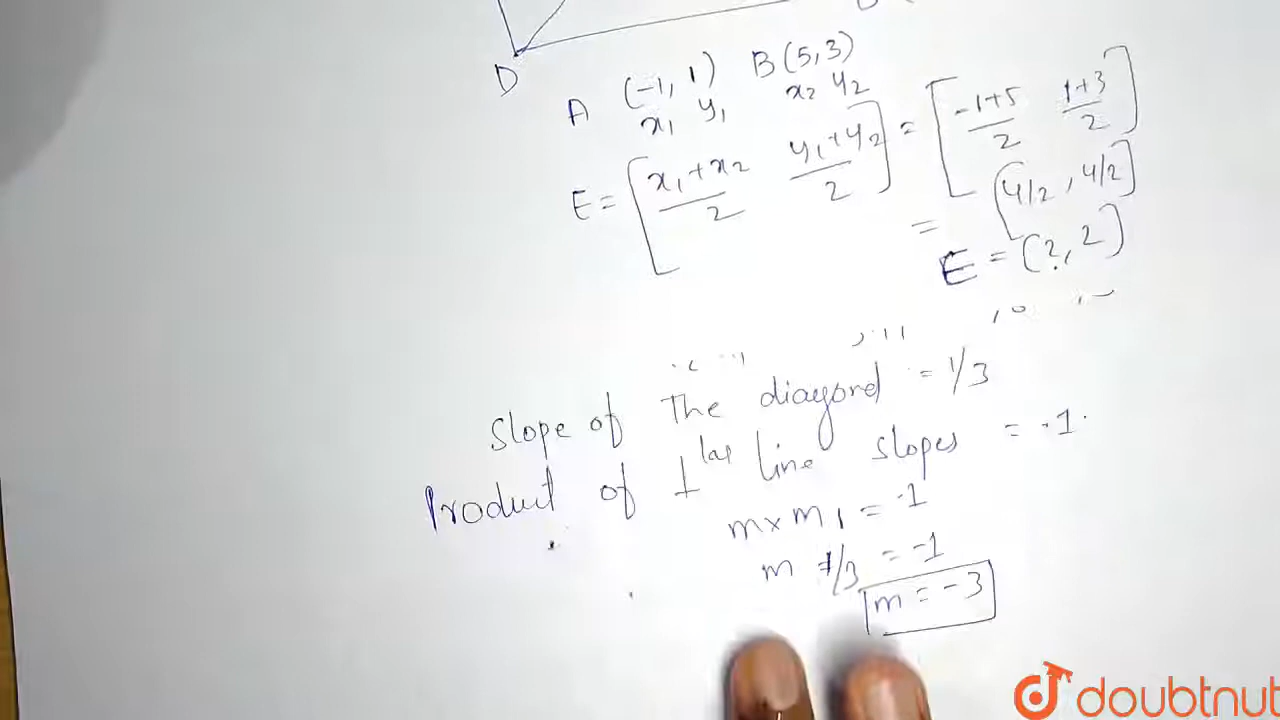 D
A (-1, 1) B (5, 3)
x₁ y₁ x₂ y₂
E = [x₁+x₂/2 y₁+y₂/2] = [-1+5/2 1+3/2]
= [4/2, 4/2]
E = (2, 2)
Slope of The diagonal = 1/3
Product of ⊥lar line slopes = -1.
m×m₁ = -1
m 1/3 = -1
m = -3
doubtnut